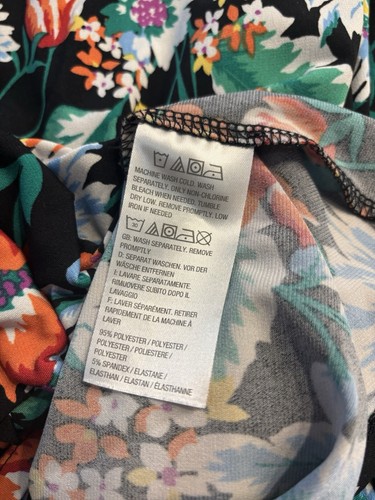 MACHINE WASH COLD. WASH
SEPARATELY. ONLY NON-CHLORINE
BLEACH WHEN NEEDED. TUMBLE
DRY LOW. REMOVE PROMPTLY. LOW
IRON IF NEEDED
30
GB: WASH SEPARATELY. REMOVE
PROMPTLY
D: SEPARAT WASCHEN. VOR DER
WÄSCHE ENTFERNEN
I: LAVARE SEPARATAMENTE.
RIMUOVERE SUBITO DOPO IL
LAVAGGIO
F: LAVER SÉPARÉMENT. RETIRER
RAPIDEMENT DE LA MACHINE À
LAVER
95% POLYESTER / POLYESTER /
POLYESTER / POLIESTERE /
POLYESTER
5% SPANDEX / ELASTANE /
ELASTHAN / ELASTAN / ÉLASTHANNE